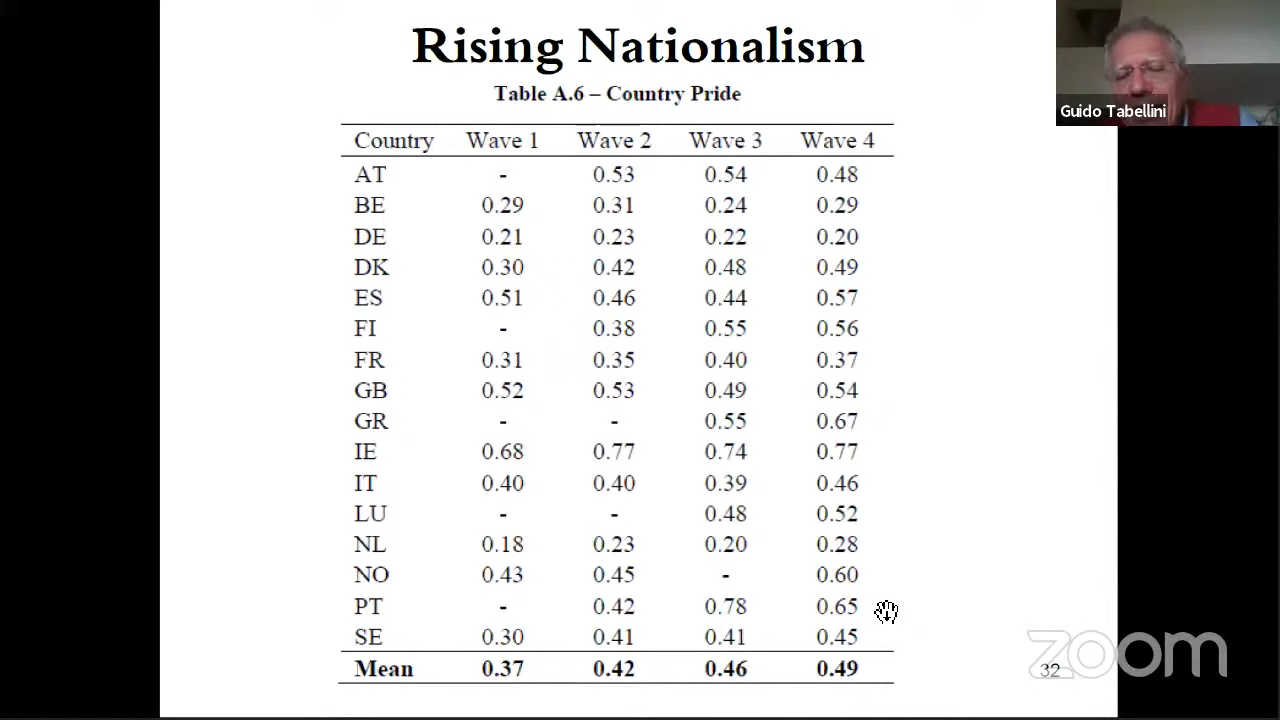 Rising Nationalism
Table A.6 – Country Pride
Guido Tabellini
Country Wave 1 Wave 2 Wave 3 Wave 4
AT - 0.53 0.54 0.48
BE 0.29 0.31 0.24 0.29
DE 0.21 0.23 0.22 0.20
DK 0.30 0.42 0.48 0.49
ES 0.51 0.46 0.44 0.57
FI - 0.38 0.55 0.56
FR 0.31 0.35 0.40 0.37
GB 0.52 0.53 0.49 0.54
GR - - 0.55 0.67
IE 0.68 0.77 0.74 0.77
IT 0.40 0.40 0.39 0.46
LU - - 0.48 0.52
NL 0.18 0.23 0.20 0.28
NO 0.43 0.45 - 0.60
PT - 0.42 0.78 0.65
SE 0.30 0.41 0.41 0.45
Mean 0.37 0.42 0.46 0.49
32
zoom